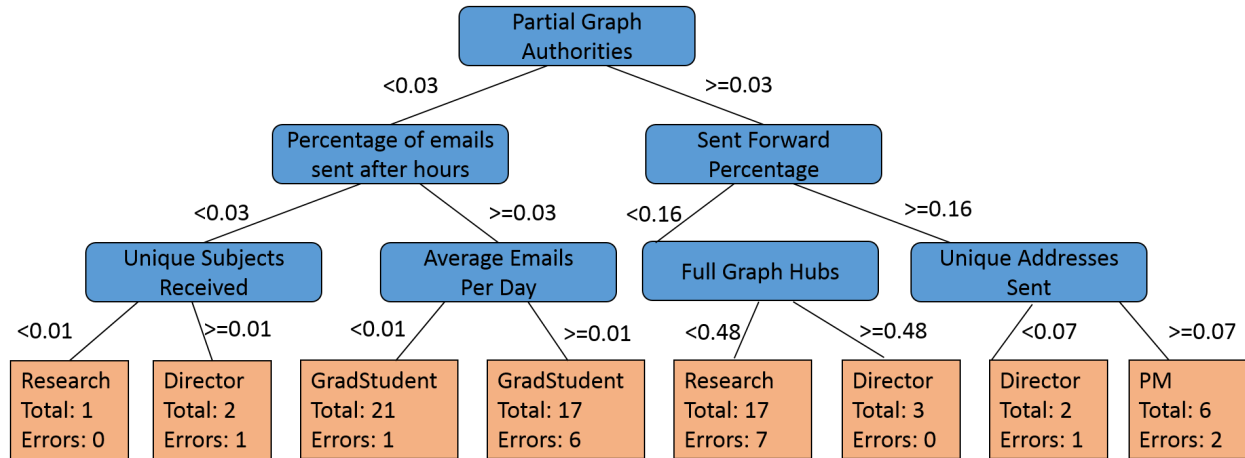 Partial Graph
Authorities
<0.03
>=0.03
Percentage of emails
sent after hours
Sent Forward
Percentage
<0.03
>=0.03
<0.16
>=0.16
Unique Subjects
Received
Average Emails
Per Day
Full Graph Hubs
Unique Addresses
Sent
<0.01
>=0.01
<0.01
>=0.01
<0.48
>=0.48
<0.07
>=0.07
Research
Total: 1
Errors: 0
Director
Total: 2
Errors: 1
GradStudent
Total: 21
Errors: 1
GradStudent
Total: 17
Errors: 6
Research
Total: 17
Errors: 7
Director
Total: 3
Errors: 0
Director
Total: 2
Errors: 1
PM
Total: 6
Errors: 2